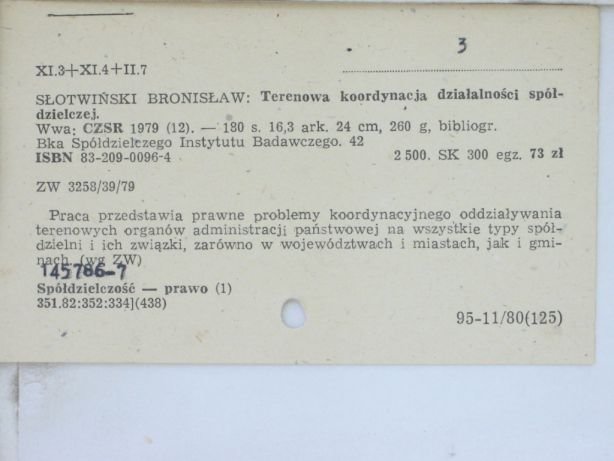 3
XI.3+XI.4+II.7
SŁOTWIŃSKI BRONISŁAW: Terenowa koordynacja działalności spół-
dzielczej.
Wwa: CZSR 1979 (12). — 180 s. 16,3 ark. 24 cm, 260 g, bibliogr.
Bka Spółdzielczego Instytutu Badawczego. 42
ISBN 83-209-0096-4 2 500. SK 300 egz. 73 zł
ZW 3258/39/79
Praca przedstawia prawne problemy koordynacyjnego oddziaływania
terenowych organów administracji państwowej na wszystkie typy spół-
dzielni i ich związki, zarówno w województwach i miastach, jak i gmi-
nach. (wg ZW)
145786-7
Spółdzielczość — prawo (1)
351.82:352:334](438)
95-11/80(125)